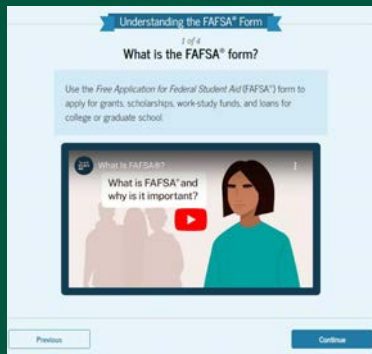 Understanding the FAFSA® Form
1 of 4
What is the FAFSA® form?
Use the Free Application for Federal Student Aid (FAFSA®) form to
apply for grants, scholarships, work-study funds, and loans for
college or graduate school.
What Is FAFSA®?
What is FAFSA® and
why is it important?
Previous
Continue